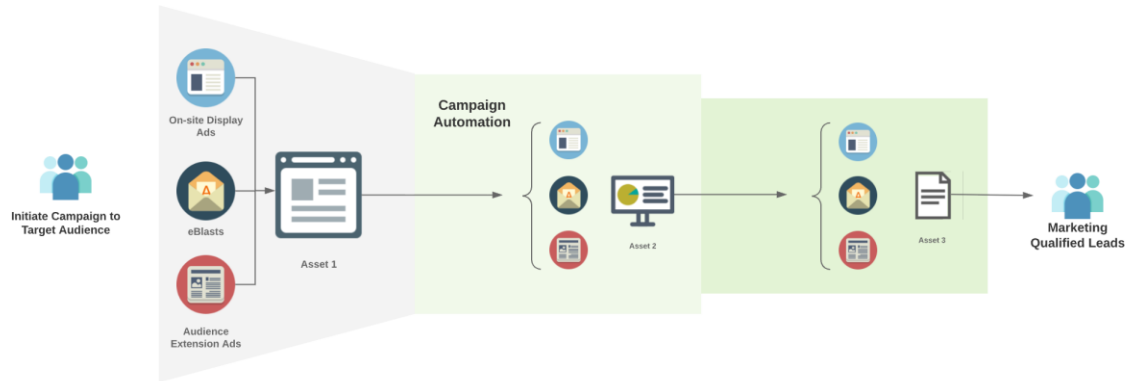 Initiate Campaign to
Target Audience
On-site Display
Ads
eBlasts
Audience
Extension Ads
Asset 1
Campaign
Automation
Asset 2
Asset 3
Marketing
Qualified Leads